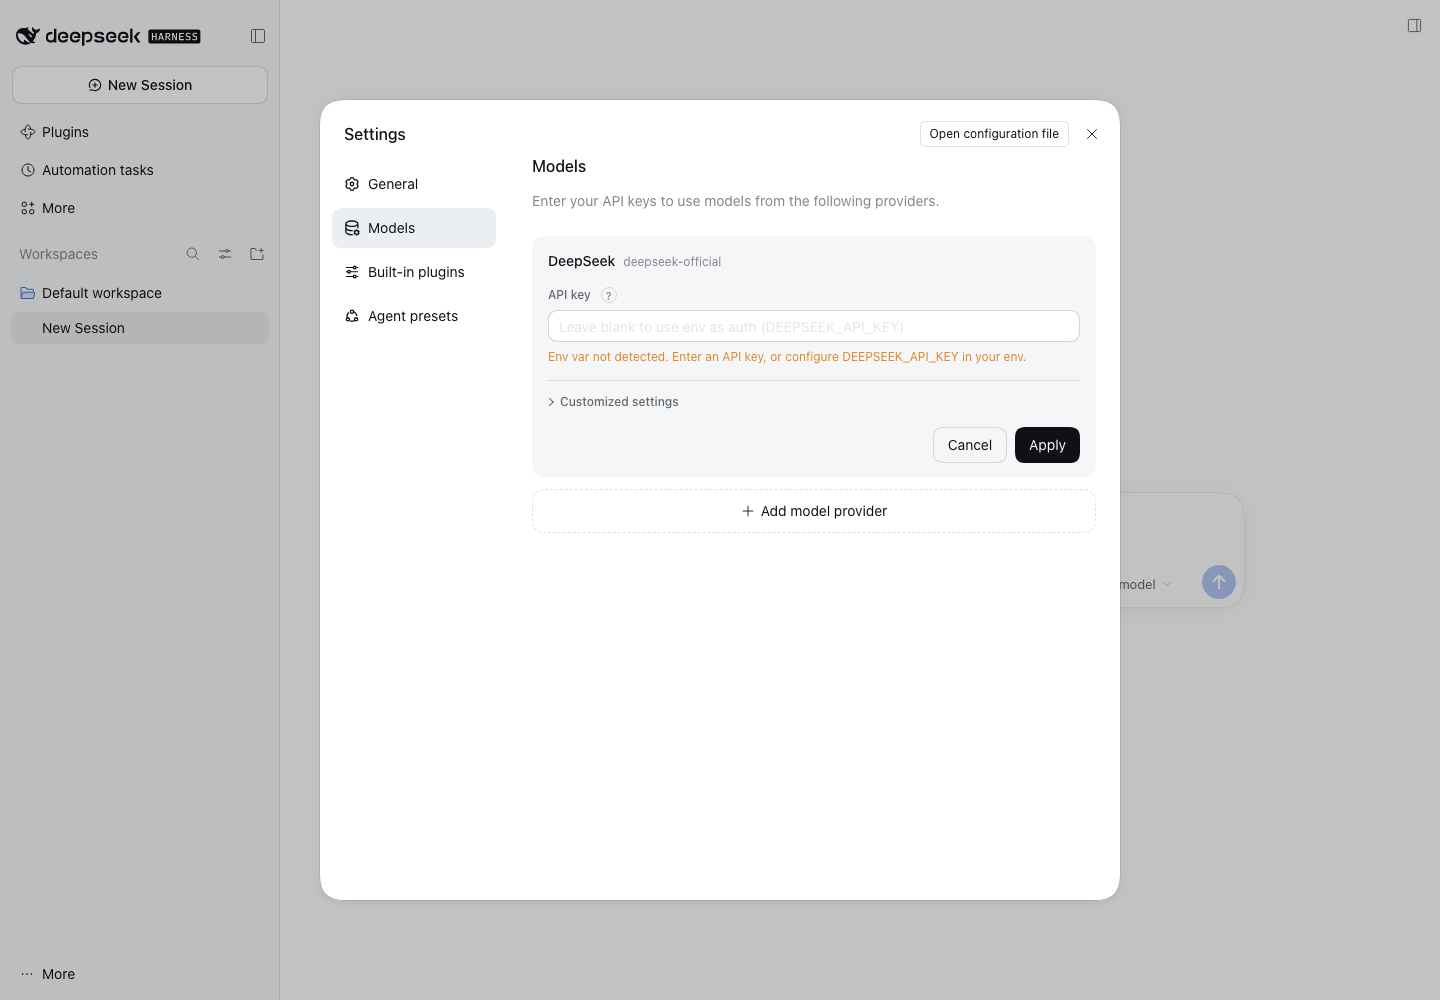 deepseek HARNESS
New Session
Plugins
Automation tasks
More
Workspaces
Default workspace
New Session
More
Settings
Open configuration file
General
Models
Built-in plugins
Agent presets
Models
Enter your API keys to use models from the following providers.
DeepSeek deepseek-official
API key ?
Leave blank to use env as auth (DEEPSEEK_API_KEY)
Env var not detected. Enter an API key, or configure DEEPSEEK_API_KEY in your env.
Customized settings
Cancel Apply
Add model provider
model